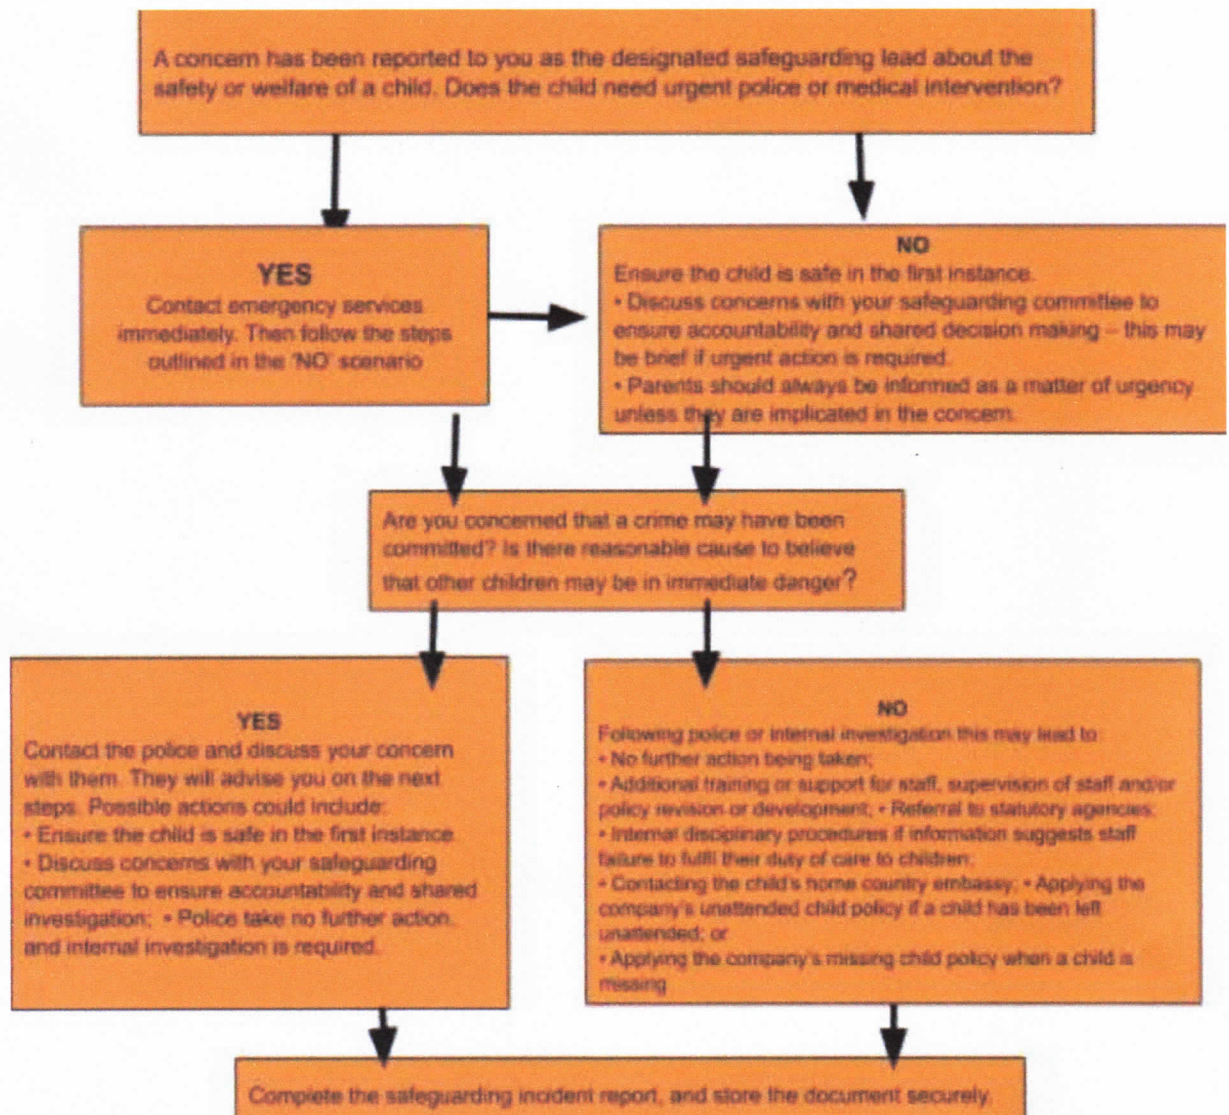 A concern has been reported to you as the designated safeguarding lead about the
safety or welfare of a child. Does the child need urgent police or medical intervention?
YES
Contact emergency services
immediately. Then follow the steps
outlined in the 'NO' scenario
NO
Ensure the child is safe in the first instance.
• Discuss concerns with your safeguarding committee to
ensure accountability and shared decision making – this may
be brief if urgent action is required.
• Parents should always be informed as a matter of urgency
unless they are implicated in the concern.
Are you concerned that a crime may have been
committed? Is there reasonable cause to believe
that other children may be in immediate danger?
YES
Contact the police and discuss your concern
with them. They will advise you on the next
steps. Possible actions could include:
• Ensure the child is safe in the first instance
• Discuss concerns with your safeguarding
committee to ensure accountability and shared
investigation; • Police take no further action,
and internal investigation is required.
NO
Following police or internal investigation this may lead to:
• No further action being taken;
• Additional training or support for staff, supervision of staff and/or
policy revision or development; • Referral to statutory agencies;
• Internal disciplinary procedures if information suggests staff
failure to fulfil their duty of care to children;
• Contacting the child's home country embassy; • Applying the
company's unattended child policy if a child has been left
unattended; or
• Applying the company's missing child policy when a child is
missing
Complete the safeguarding incident report, and store the document securely.